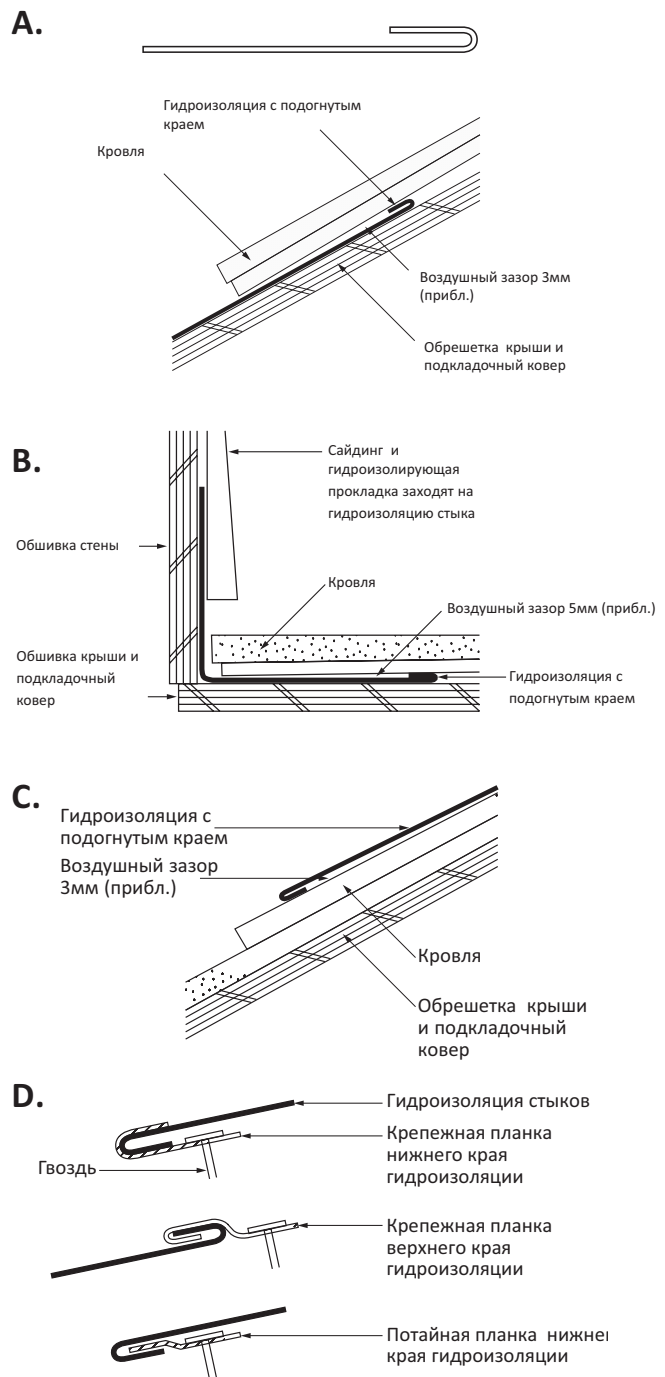 A.
Гидроизоляция с подогнутым
краем
Кровля
Воздушный зазор 3мм
(прибл.)
Обрешетка крыши и
подкладочный ковер
B.
Сайдинг и
гидроизолирующая
прокладка заходят на
гидроизоляцию стыка
Обшивка стены
Кровля
Воздушный зазор 5мм (прибл.)
Обшивка крыши и
подкладочный
ковер
Гидроизоляция с
подогнутым краем
C.
Гидроизоляция с
подогнутым краем
Воздушный зазор
3мм (прибл.)
Кровля
Обрешетка крыши
и подкладочный
ковер
D.
Гидроизоляция стыков
Крепежная планка
нижнего края
гидроизоляции
Гвоздь
Крепежная планка
верхнего края
гидроизоляции
Потайная планка нижне
края гидроизоляции